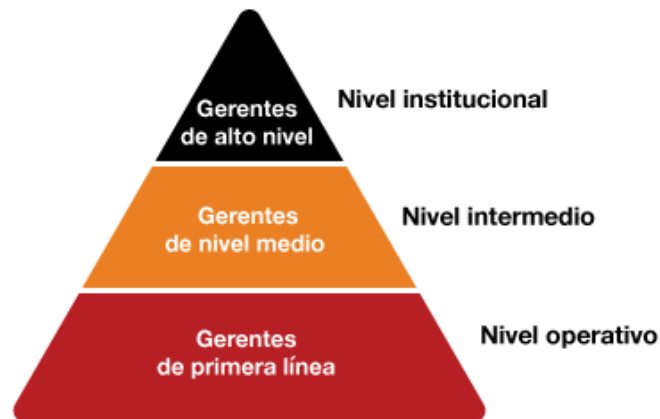 Gerentes
de alto nivel
Nivel institucional
Gerentes
de nivel medio
Nivel intermedio
Gerentes
de primera línea
Nivel operativo